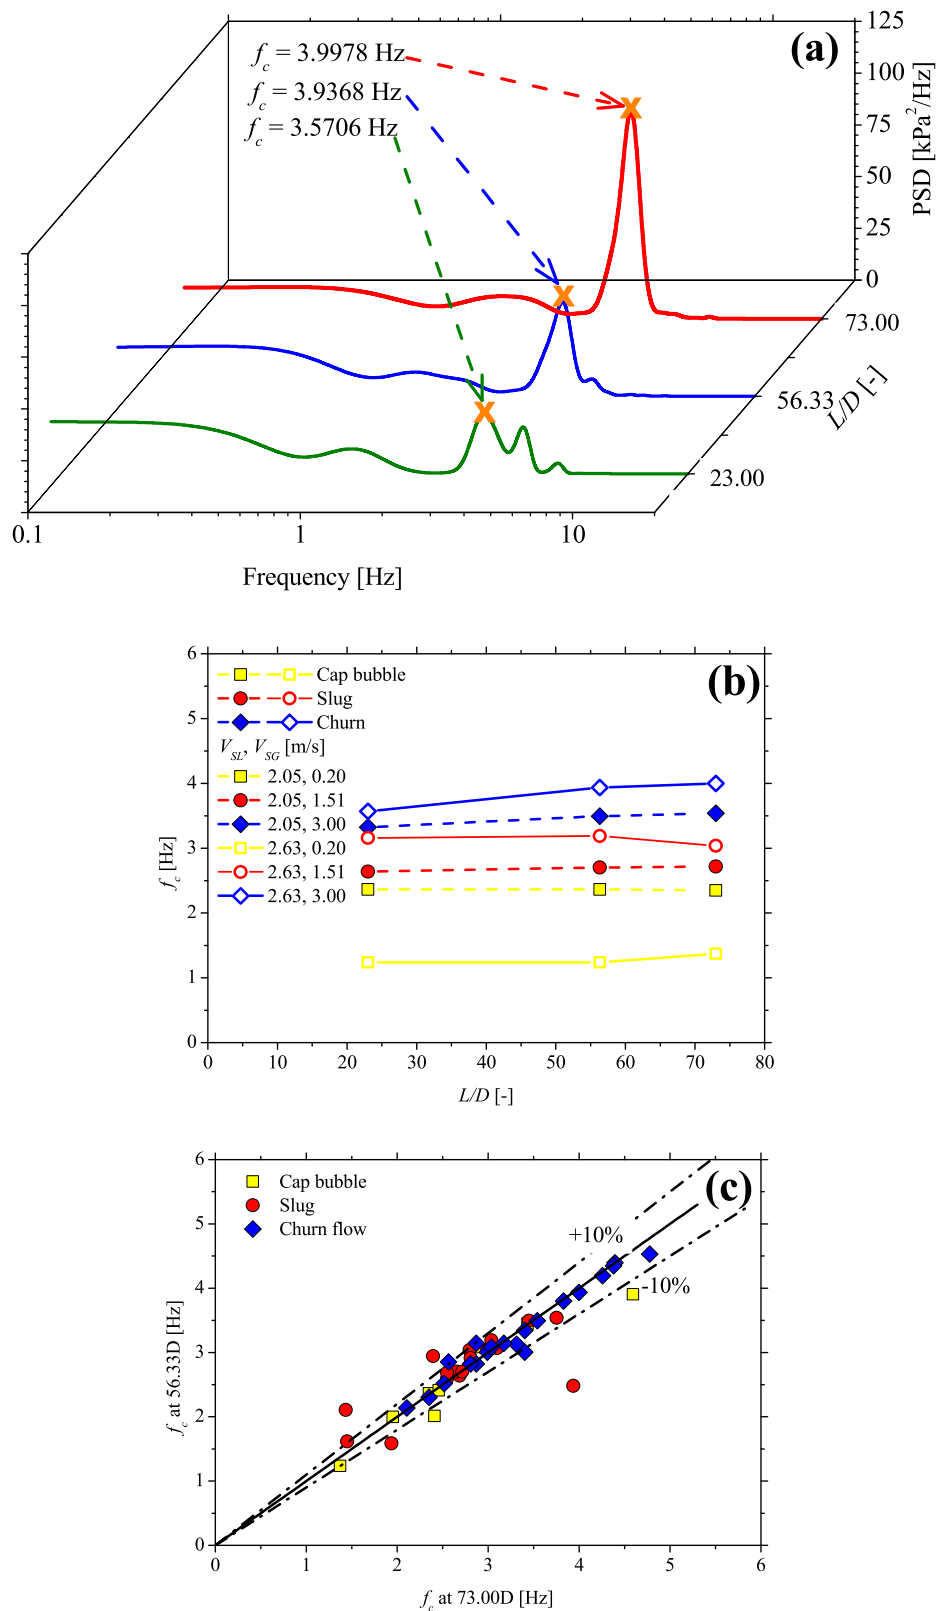 (a)
f_c = 3.9978 Hz
f_c = 3.9368 Hz
f_c = 3.5706 Hz
125
100
75
50
25
0
PSD [kPa²/Hz]
73.00
56.33
23.00
L/D [-]
0.1
1
10
Frequency [Hz]
(b)
6
5
4
3
2
1
0
f_c [Hz]
Cap bubble
Slug
Churn
V_SL, V_SG [m/s]
2.05, 0.20
2.05, 1.51
2.05, 3.00
2.63, 0.20
2.63, 1.51
2.63, 3.00
0 10 20 30 40 50 60 70 80
L/D [-]
(c)
6
5
4
3
2
1
0
f_c at 56.33D [Hz]
Cap bubble
Slug
Churn flow
+10%
-10%
0 1 2 3 4 5 6
f_c at 73.00D [Hz]